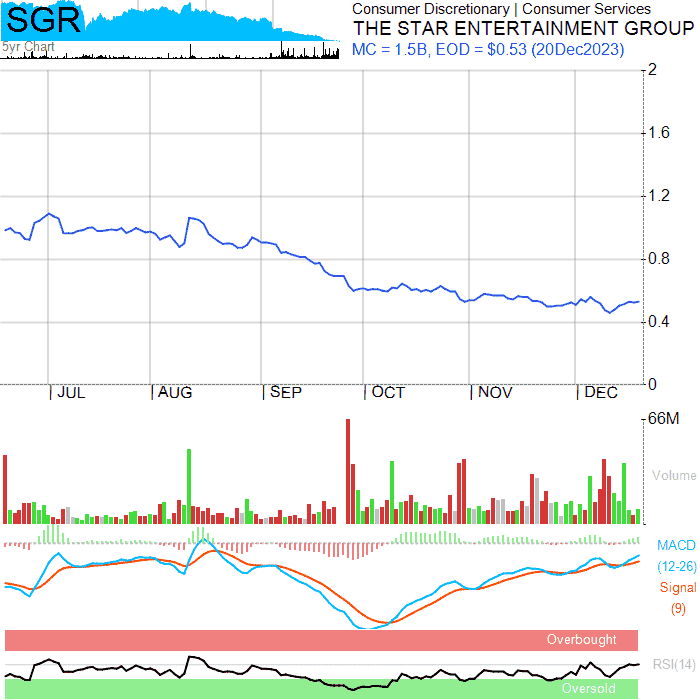 SGR
5yr Chart
Consumer Discretionary | Consumer Services
THE STAR ENTERTAINMENT GROUP
MC = 1.5B, EOD = $0.53 (20Dec2023)
2
1.6
1.2
0.8
0.4
0
| JUL | AUG | SEP | OCT | NOV | DEC
66M
Volume
MACD
(12-26)
Signal
(9)
Overbought
RSI(14)
Oversold